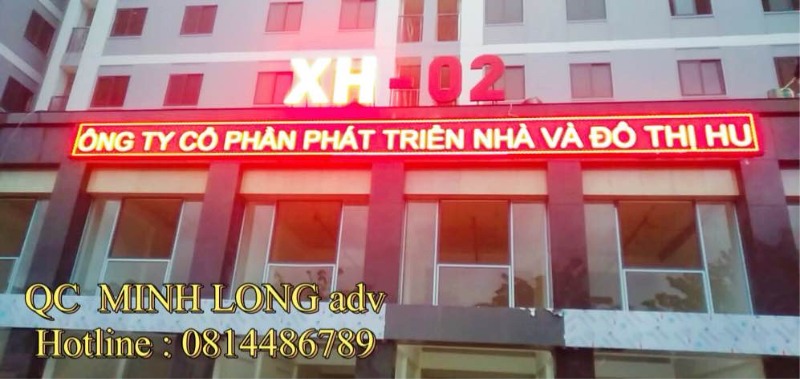 XH-02
ÔNG TY CỔ PHẦN PHÁT TRIỂN NHÀ VÀ ĐÔ THỊ HU
QC MINH LONG adv
Hotline : 0814486789